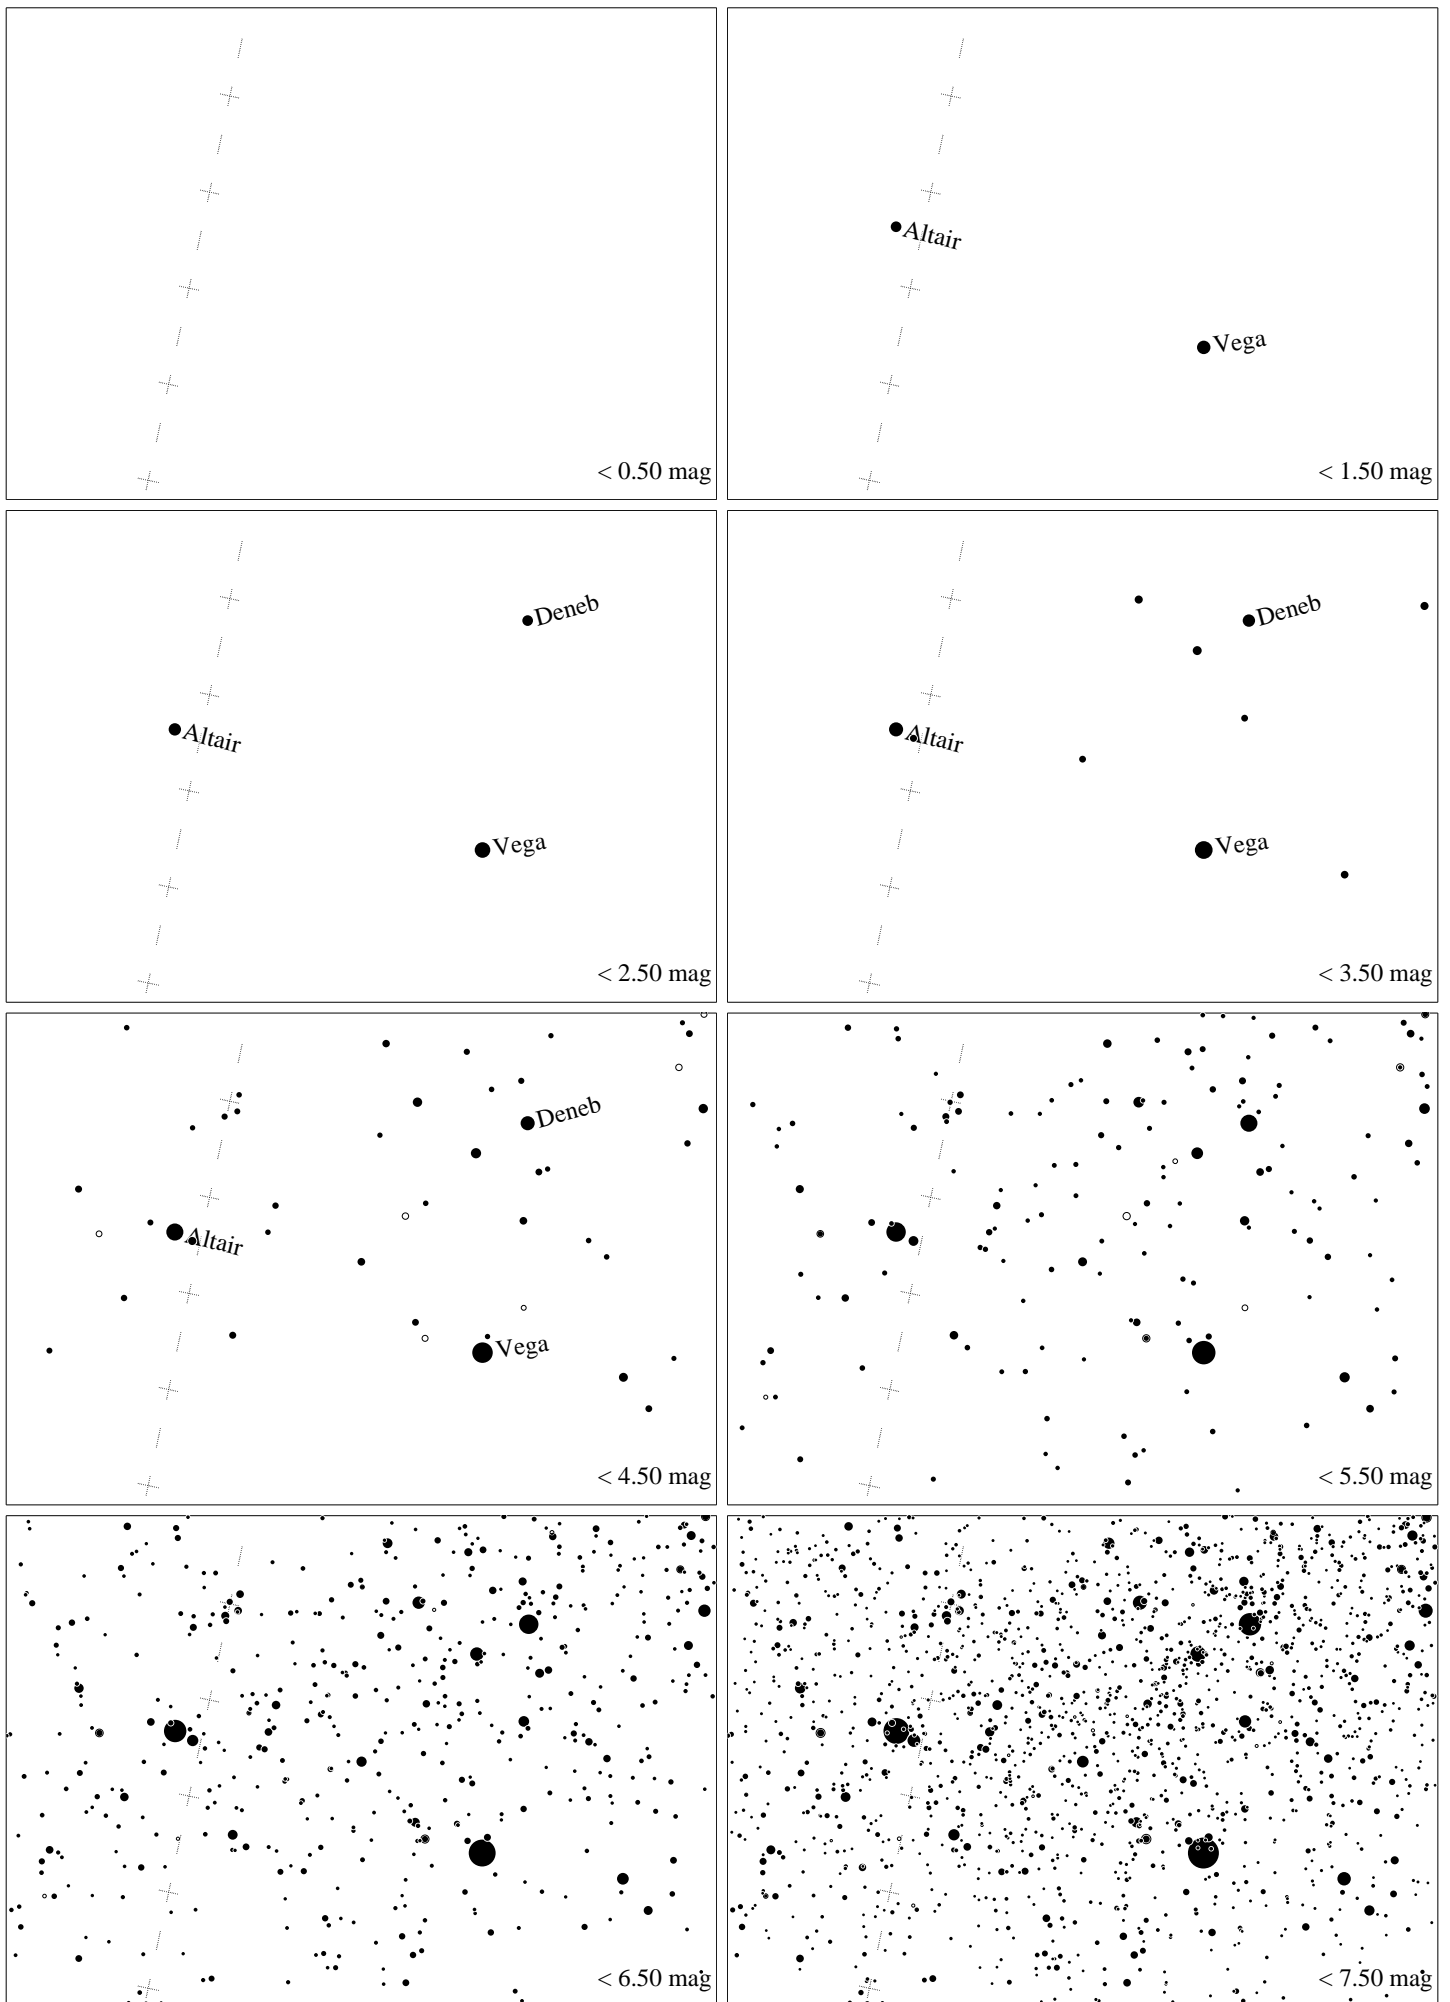 < 0.50 mag
Altair
Vega
< 1.50 mag
Deneb
Altair
Vega
< 2.50 mag
Deneb
Altair
Vega
< 3.50 mag
Deneb
Altair
Vega
< 4.50 mag
< 5.50 mag
< 6.50 mag
< 7.50 mag